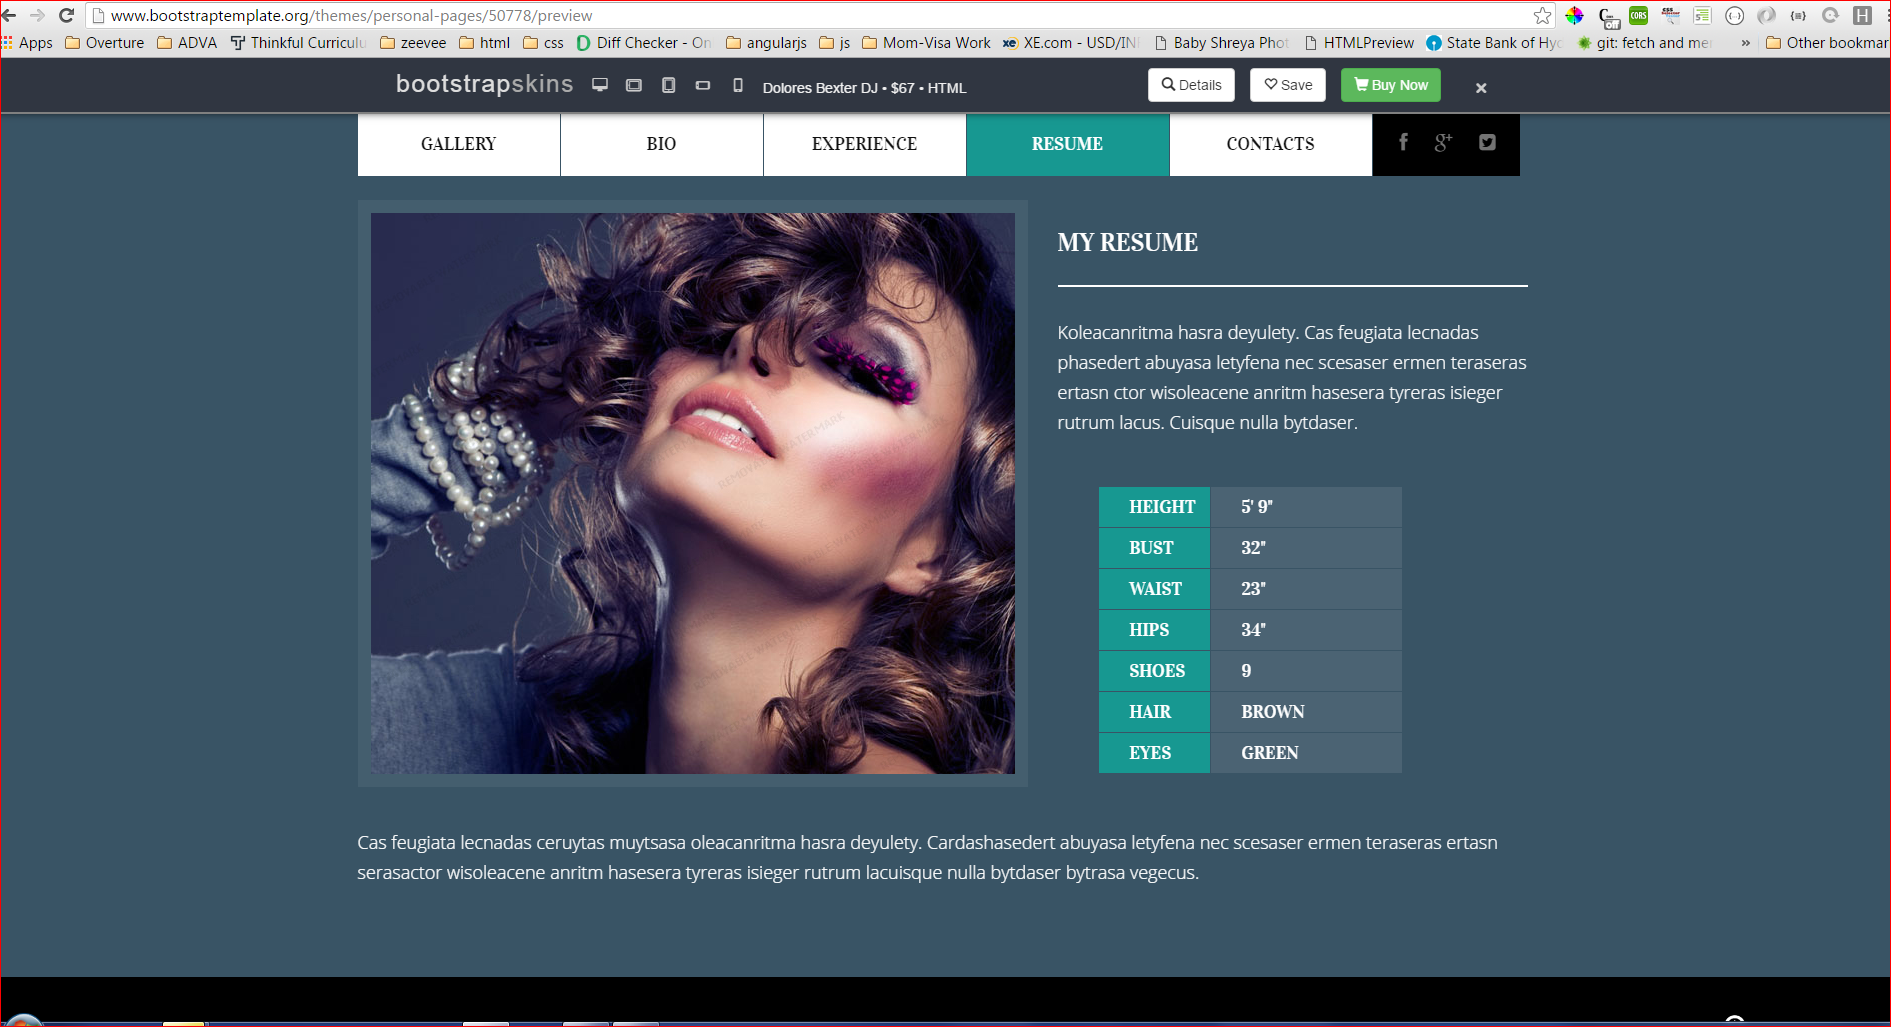 www.bootstraptemplate.org/themes/personal-pages/50778/preview
Apps Overture ADVA Thinkful Curriculu zeevee html css Diff Checker - On angularjs js Mom-Visa Work XE.com - USD/IN Baby Shreya Phot HTMLPreview State Bank of Hyd git: fetch and mer » Other bookmar
bootstrapskins Dolores Bexter DJ • $67 • HTML Details Save Buy Now ×
GALLERY BIO EXPERIENCE RESUME CONTACTS
MY RESUME
Koleacanritma hasra deyulety. Cas feugiata lecnadas
phasedert abuyasa letyfena nec scesaser ermen teraseras
ertasn ctor wisoleacene anritm hasesera tyreras isieger
rutrum lacus. Cuisque nulla bytdaser.
HEIGHT 5' 9"
BUST 32"
WAIST 23"
HIPS 34"
SHOES 9
HAIR BROWN
EYES GREEN
Cas feugiata lecnadas ceruytas muytsasa oleacanritma hasra deyulety. Cardashasedert abuyasa letyfena nec scesaser ermen teraseras ertasn
serasactor wisoleacene anritm hasesera tyreras isieger rutrum lacuisque nulla bytdaser bytrasa vegecus.